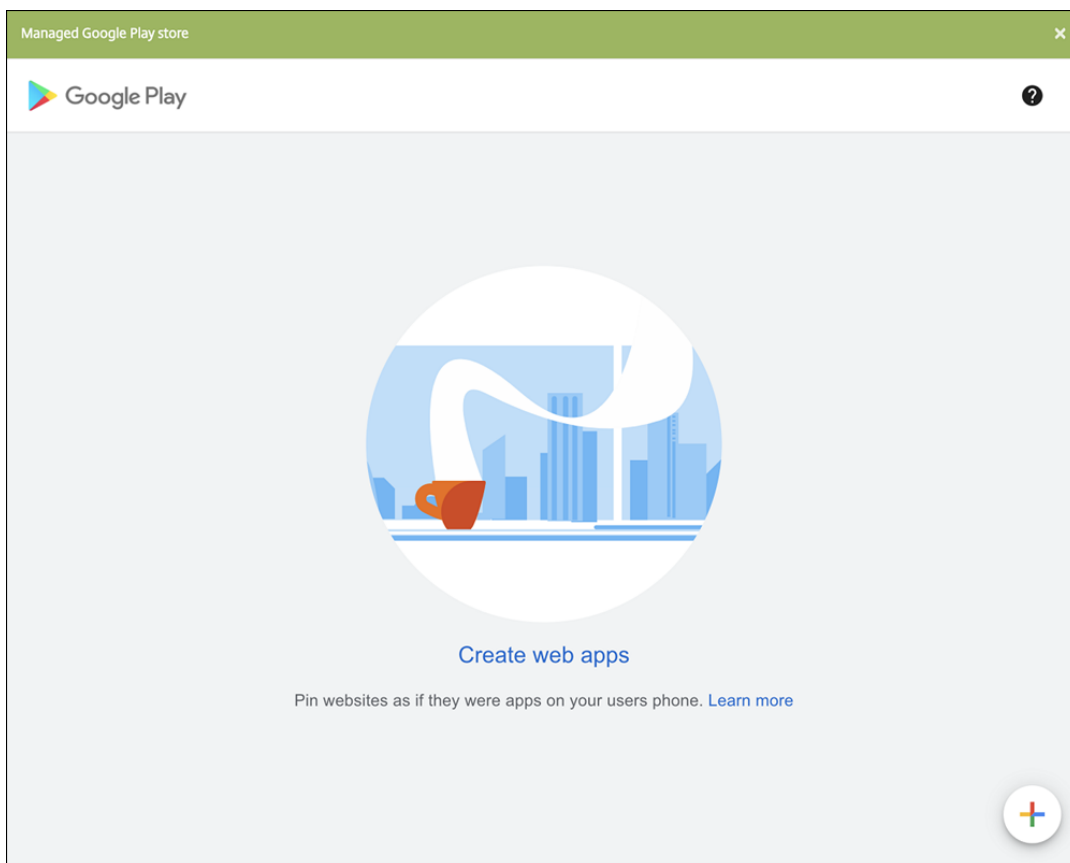 Managed Google Play store
Google Play
Create web apps
Pin websites as if they were apps on your users phone. Learn more